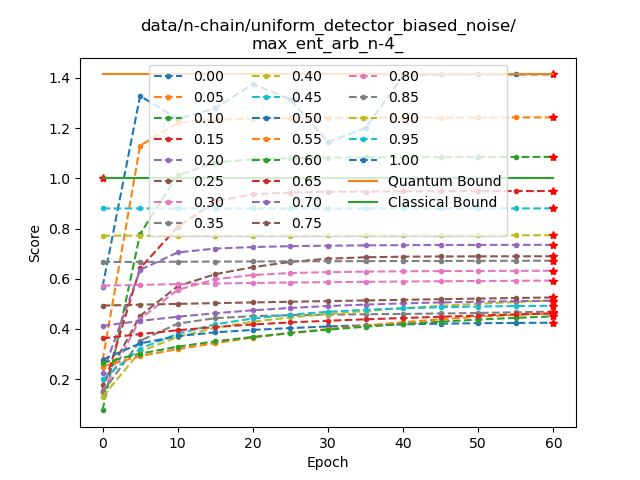 data/n-chain/uniform_detector_biased_noise/
max_ent_arb_n-4_
Score
1.4
1.2
1.0
0.8
0.6
0.4
0.2
0.00 0.40 0.80
0.05 0.45 0.85
0.10 0.50 0.90
0.15 0.55 0.95
0.20 0.60 1.00
0.25 0.65 Quantum Bound
0.30 0.70 Classical Bound
0.35 0.75
0 10 20 30 40 50 60
Epoch